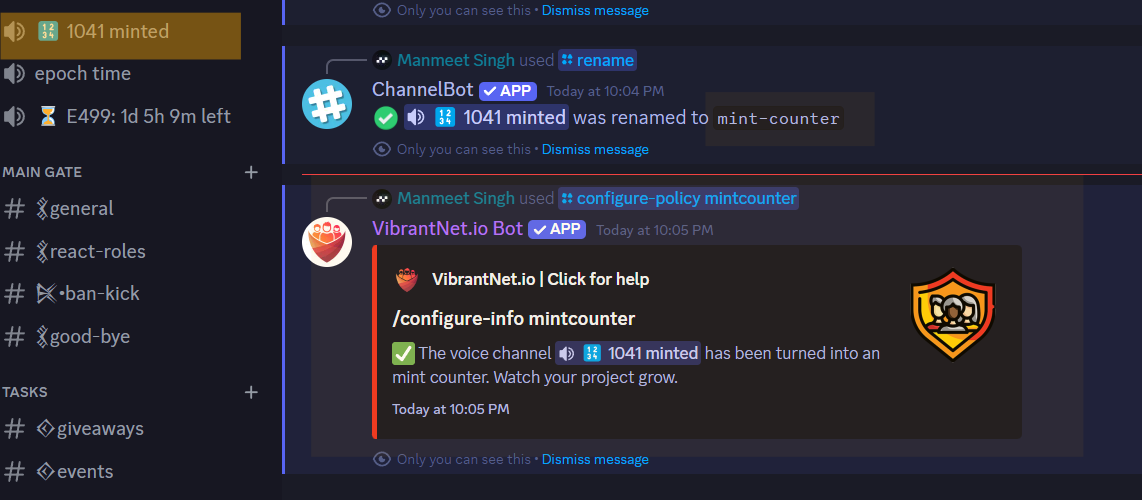 1041 minted
epoch time
E499: 1d 5h 9m left
MAIN GATE
general
react-roles
ban-kick
good-bye
TASKS
giveaways
events
Only you can see this • Dismiss message
Manmeet Singh used rename
ChannelBot ✓ APP Today at 10:04 PM
✅ 🔊 🔢 1041 minted was renamed to mint-counter
Only you can see this • Dismiss message
Manmeet Singh used configure-policy mintcounter
VibrantNet.io Bot ✓ APP Today at 10:05 PM
VibrantNet.io | Click for help
/configure-info mintcounter
✅ The voice channel 🔊 🔢 1041 minted has been turned into an
mint counter. Watch your project grow.
Today at 10:05 PM
Only you can see this • Dismiss message